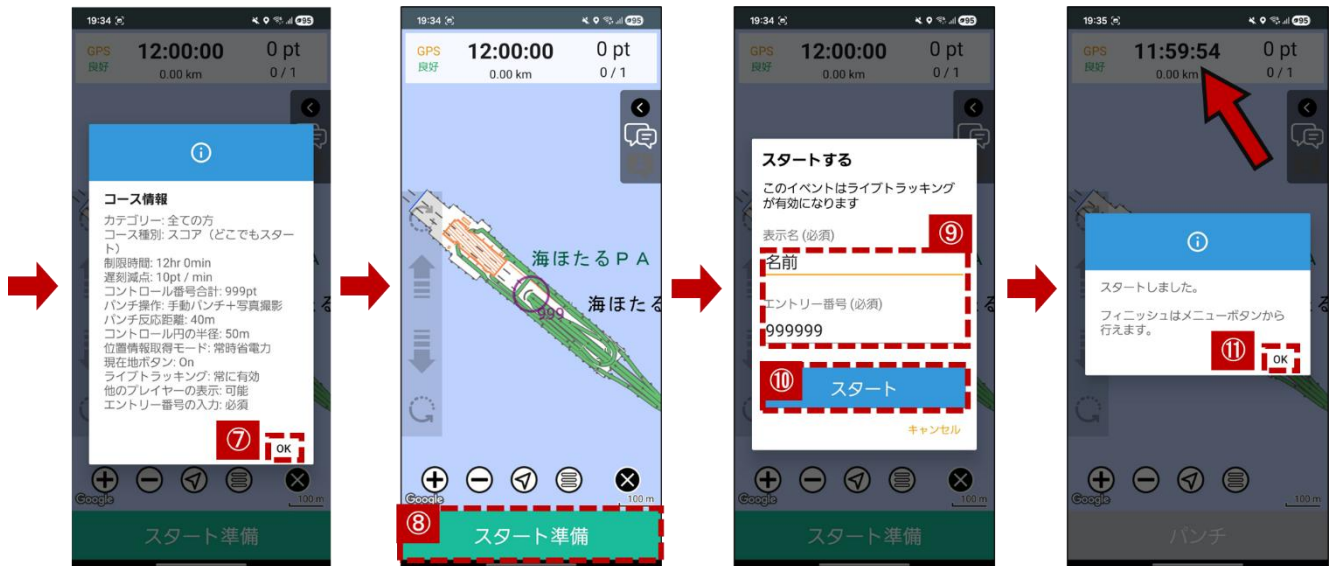 19:34
95
GPS
良好
12:00:00
0.00 km
0 pt
0 / 1
コース情報
カテゴリー: 全ての方
コース種別: スコア（どこでもスター
ト）
制限時間: 12hr 0min
遅刻減点: 10pt / min
コントロール番号合計: 999pt
パンチ操作: 手動パンチ＋写真撮影
パンチ反応距離: 40m
コントロール円の半径: 50m
位置情報取得モード: 常時省電力
現在地ボタン: On
ライブトラッキング: 常に有効
他のプレイヤーの表示: 可能
エントリー番号の入力: 必須
⑦
OK
Google
100 m
スタート準備
19:34
95
GPS
良好
12:00:00
0.00 km
0 pt
0 / 1
海ほたるＰＡ
海ほたる
999
Google
100 m
⑧
スタート準備
19:34
95
GPS
良好
12:00:00
0.00 km
0 pt
0 / 1
スタートする
このイベントはライブトラッキング
が有効になります
表示名 (必須)
⑨
名前
エントリー番号 (必須)
999999
⑩
スタート
キャンセル
Google
100 m
スタート準備
19:35
95
GPS
良好
11:59:54
0.00 km
0 pt
0 / 1
スタートしました。
フィニッシュはメニューボタンから
行えます。
⑪
OK
Google
100 m
パンチ